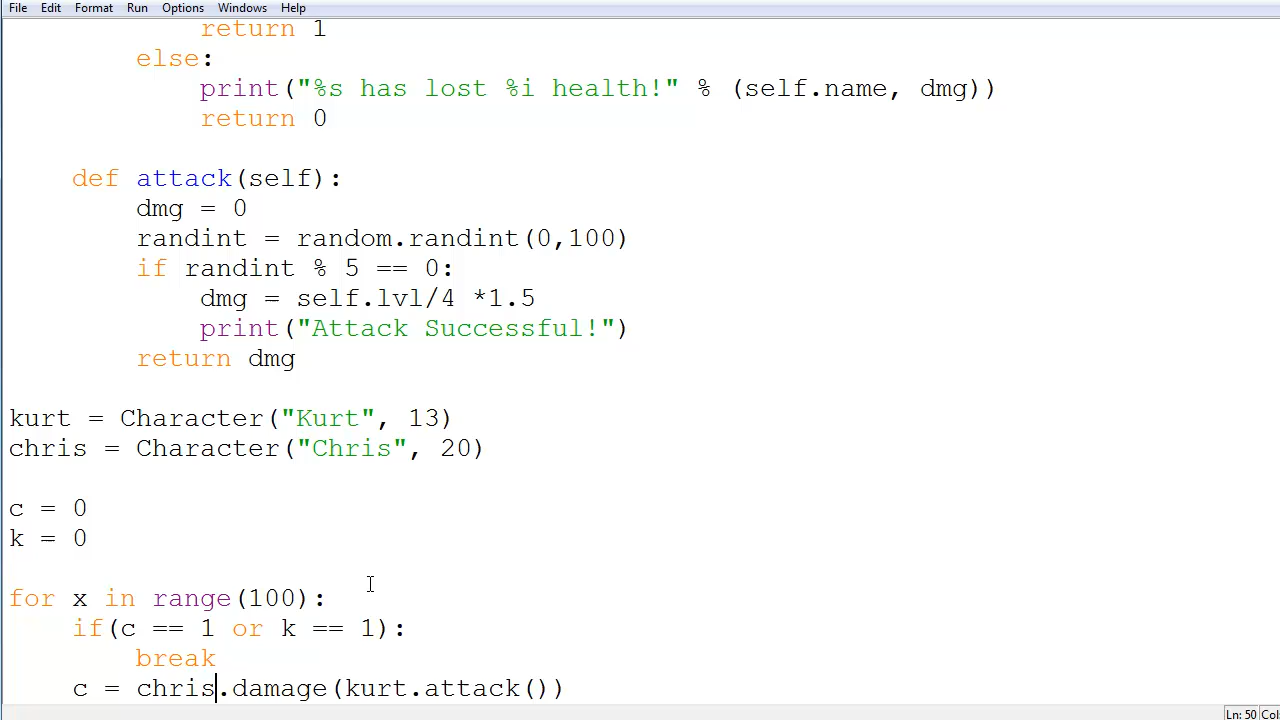 File Edit Format Run Options Windows Help
return 1
else:
print("%s has lost %i health!" % (self.name, dmg))
return 0
def attack(self):
dmg = 0
randint = random.randint(0,100)
if randint % 5 == 0:
dmg = self.lvl/4 *1.5
print("Attack Successful!")
return dmg
kurt = Character("Kurt", 13)
chris = Character("Chris", 20)
c = 0
k = 0
for x in range(100):
if(c == 1 or k == 1):
break
c = chris.damage(kurt.attack())
Ln: 50 Col